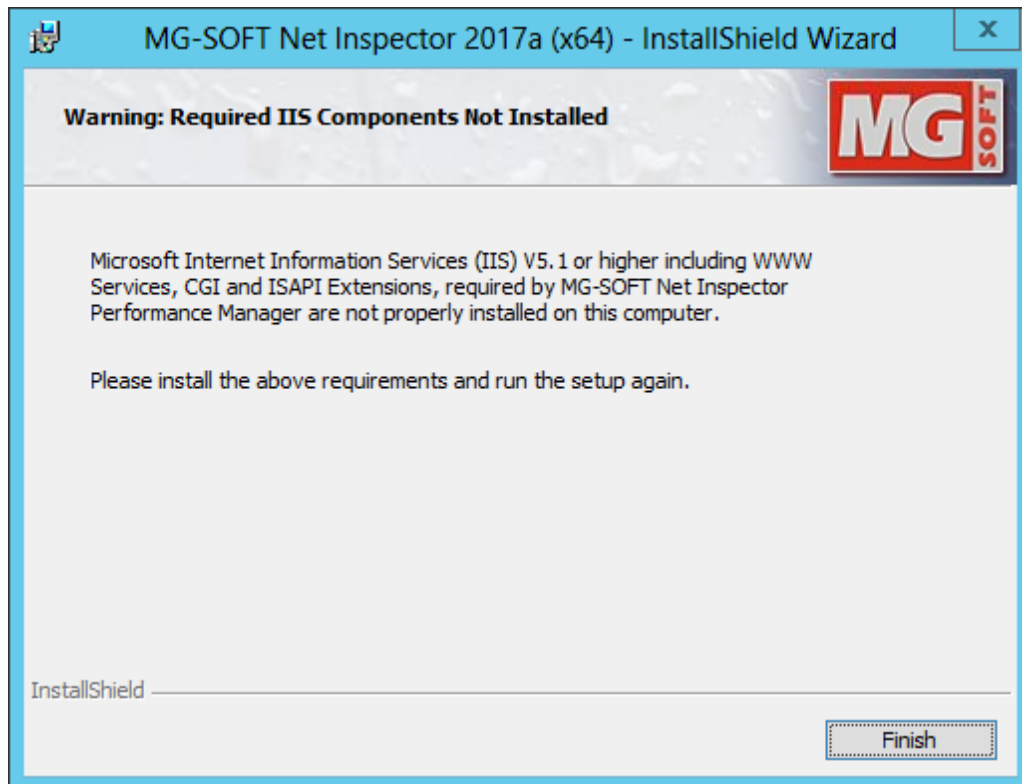 MG-SOFT Net Inspector 2017a (x64) - InstallShield Wizard
x
Warning: Required IIS Components Not Installed
MG SOFT
Microsoft Internet Information Services (IIS) V5.1 or higher including WWW
Services, CGI and ISAPI Extensions, required by MG-SOFT Net Inspector
Performance Manager are not properly installed on this computer.
Please install the above requirements and run the setup again.
InstallShield
Finish